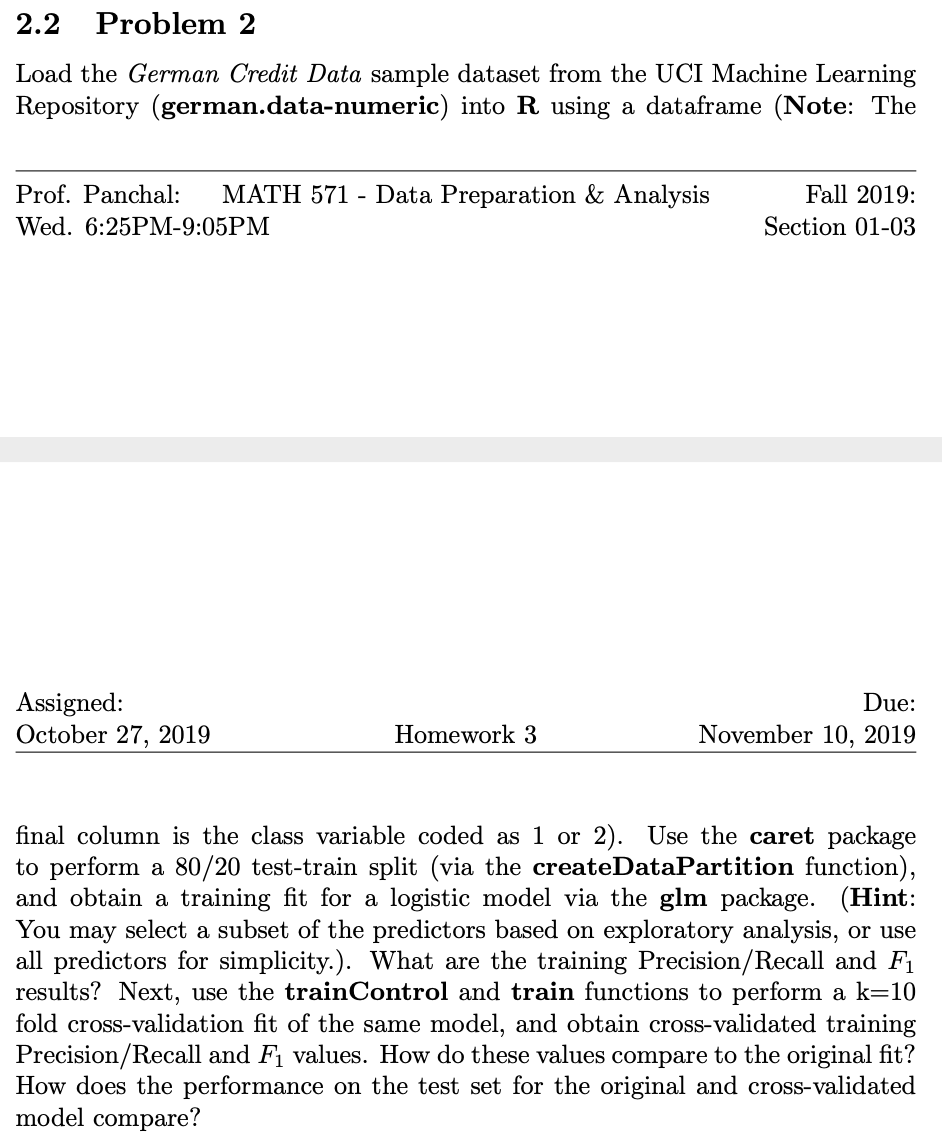 2.2 Problem 2
Load the German Credit Data sample dataset from the UCI Machine Learning
Repository (german.data-numeric) into R using a dataframe (Note: The
Prof. Panchal: MATH 571 - Data Preparation & Analysis Fall 2019:
Wed. 6:25PM-9:05PM Section 01-03
Assigned: Due:
October 27, 2019 Homework 3 November 10, 2019
final column is the class variable coded as 1 or 2). Use the caret package
to perform a 80/20 test-train split (via the createDataPartition function),
and obtain a training fit for a logistic model via the glm package. (Hint:
You may select a subset of the predictors based on exploratory analysis, or use
all predictors for simplicity.). What are the training Precision/Recall and F₁
results? Next, use the trainControl and train functions to perform a k=10
fold cross-validation fit of the same model, and obtain cross-validated training
Precision/Recall and F₁ values. How do these values compare to the original fit?
How does the performance on the test set for the original and cross-validated
model compare?